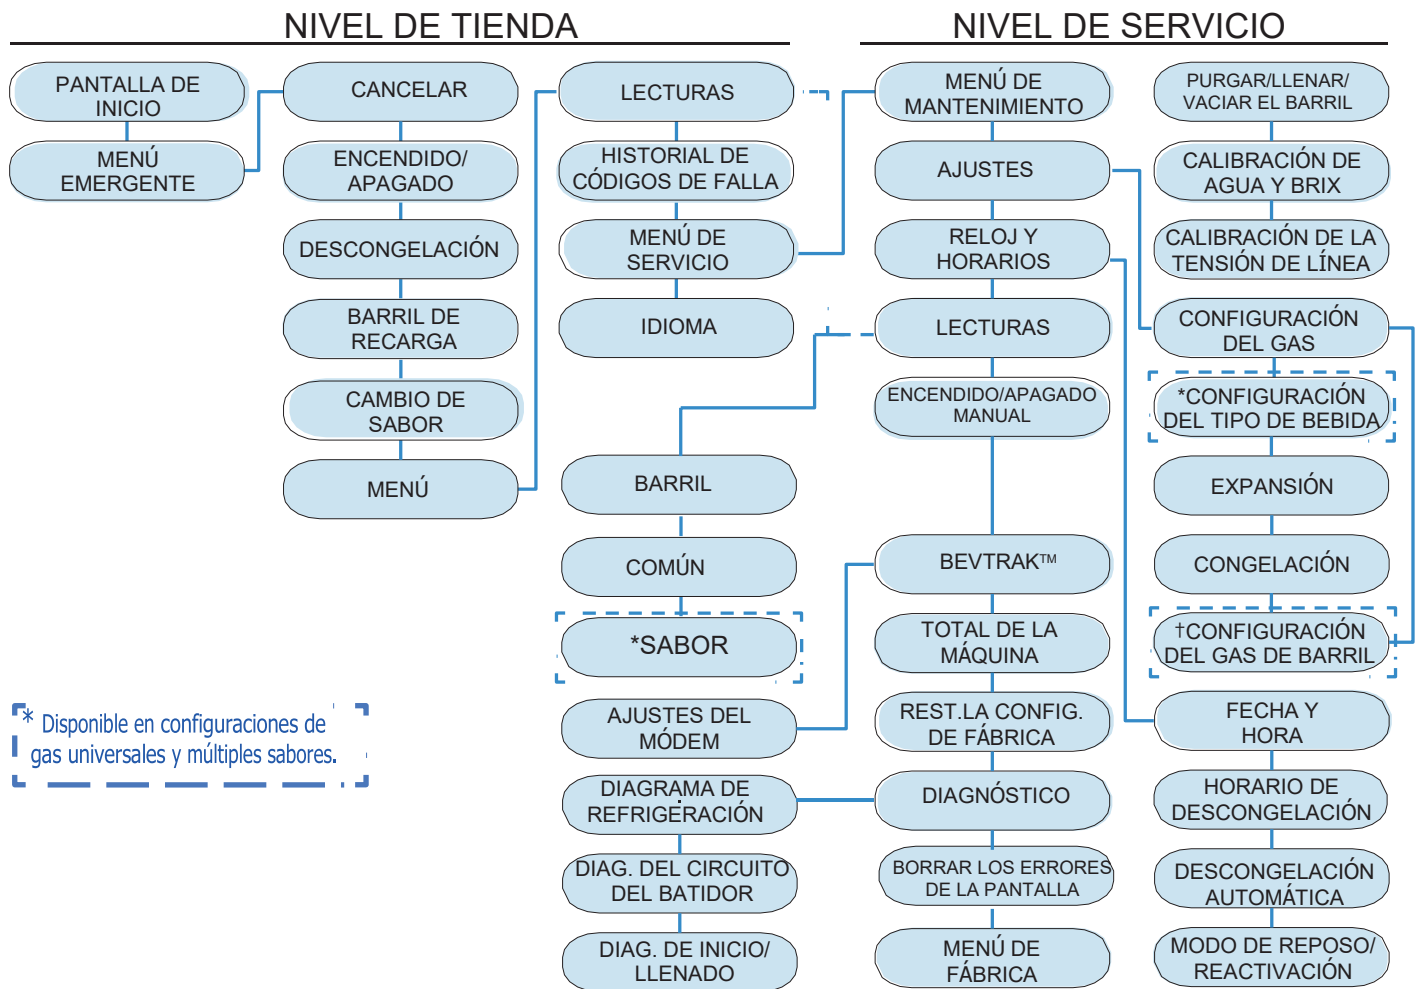 NIVEL DE TIENDA
NIVEL DE SERVICIO
PANTALLA DE
INICIO
MENÚ
EMERGENTE
CANCELAR
ENCENDIDO/
APAGADO
DESCONGELACIÓN
BARRIL DE
RECARGA
CAMBIO DE
SABOR
MENÚ
LECTURAS
HISTORIAL DE
CÓDIGOS DE FALLA
MENÚ DE
SERVICIO
IDIOMA
BARRIL
COMÚN
*SABOR
AJUSTES DEL
MÓDEM
DIAGRAMA DE
REFRIGERACIÓN
DIAG. DEL CIRCUITO
DEL BATIDOR
DIAG. DE INICIO/
LLENADO
MENÚ DE
MANTENIMIENTO
AJUSTES
RELOJ Y
HORARIOS
LECTURAS
ENCENDIDO/APAGADO
MANUAL
BEVTRAK™
TOTAL DE LA
MÁQUINA
REST.LA CONFIG.
DE FÁBRICA
DIAGNÓSTICO
BORRAR LOS ERRORES
DE LA PANTALLA
MENÚ DE
FÁBRICA
PURGAR/LLENAR/
VACIAR EL BARRIL
CALIBRACIÓN DE
AGUA Y BRIX
CALIBRACIÓN DE LA
TENSIÓN DE LÍNEA
CONFIGURACIÓN
DEL GAS
*CONFIGURACIÓN
DEL TIPO DE BEBIDA
EXPANSIÓN
CONGELACIÓN
†CONFIGURACIÓN
DEL GAS DE BARRIL
FECHA Y
HORA
HORARIO DE
DESCONGELACIÓN
DESCONGELACIÓN
AUTOMÁTICA
MODO DE REPOSO/
REACTIVACIÓN
* Disponible en configuraciones de
gas universales y múltiples sabores.